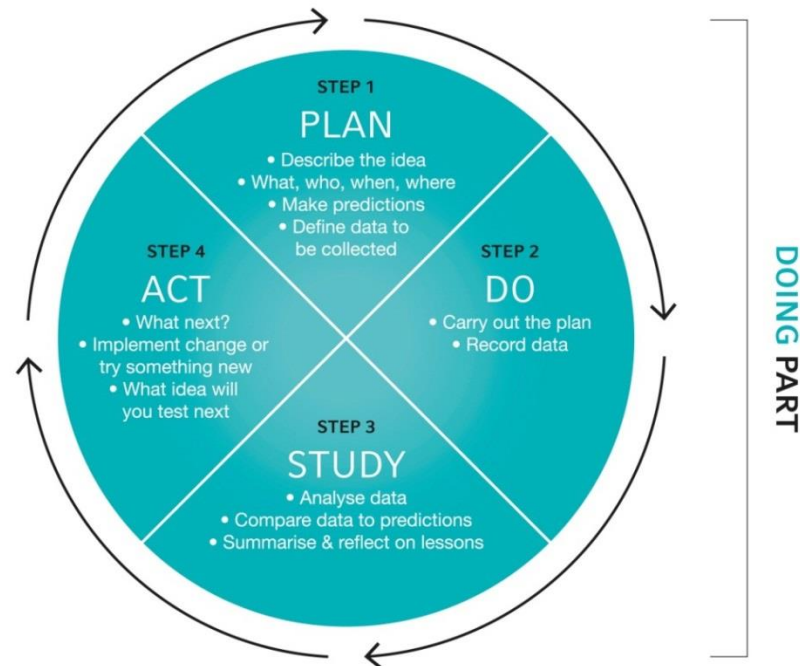 STEP 1
PLAN
• Describe the idea
• What, who, when, where
• Make predictions
• Define data to
be collected
STEP 2
DO
• Carry out the plan
• Record data
STEP 3
STUDY
• Analyse data
• Compare data to predictions
• Summarise & reflect on lessons
STEP 4
ACT
• What next?
• Implement change or
try something new
• What idea will
you test next
DOING PART